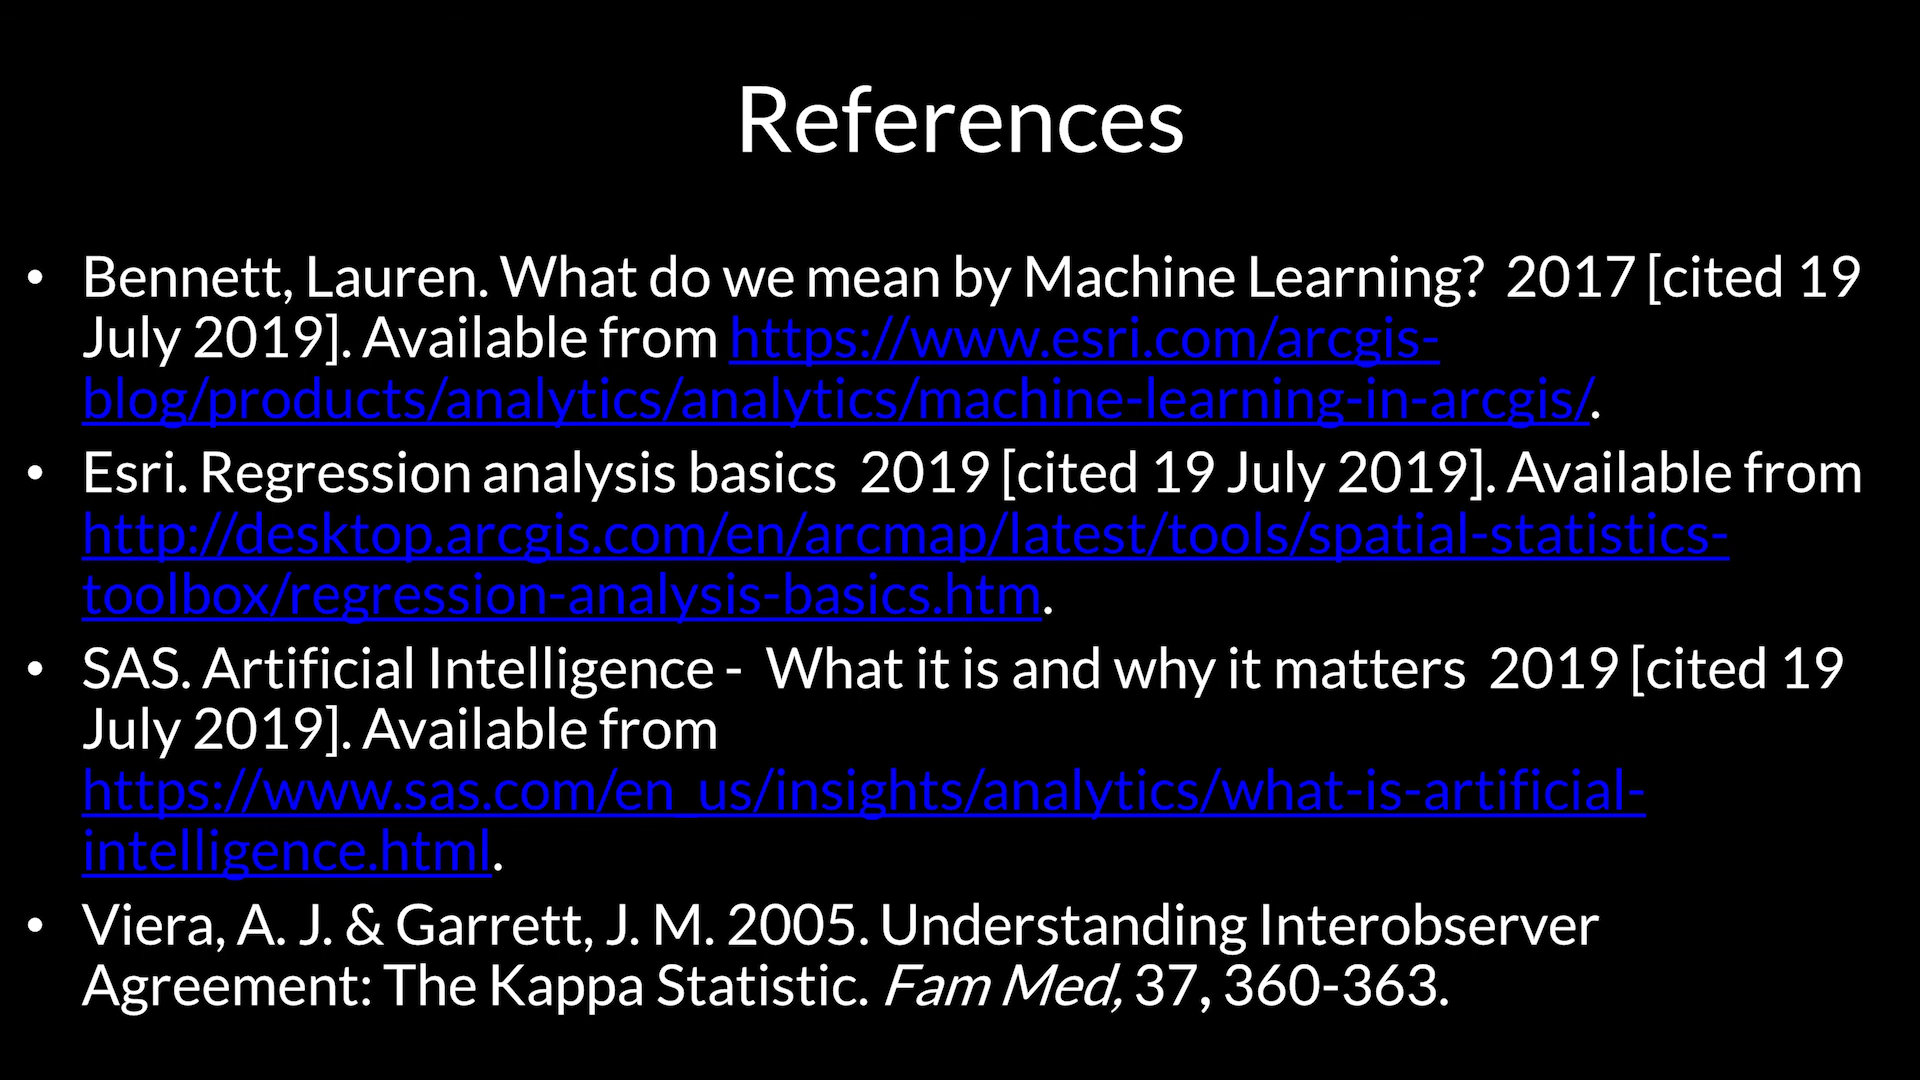 References
• Bennett, Lauren. What do we mean by Machine Learning?  2017 [cited 19
July 2019]. Available from https://www.esri.com/arcgis-
blog/products/analytics/analytics/machine-learning-in-arcgis/.
• Esri. Regression analysis basics  2019 [cited 19 July 2019]. Available from
http://desktop.arcgis.com/en/arcmap/latest/tools/spatial-statistics-
toolbox/regression-analysis-basics.htm.
• SAS. Artificial Intelligence -  What it is and why it matters  2019 [cited 19
July 2019]. Available from
https://www.sas.com/en_us/insights/analytics/what-is-artificial-
intelligence.html.
• Viera, A. J. & Garrett, J. M. 2005. Understanding Interobserver
Agreement: The Kappa Statistic. Fam Med, 37, 360-363.